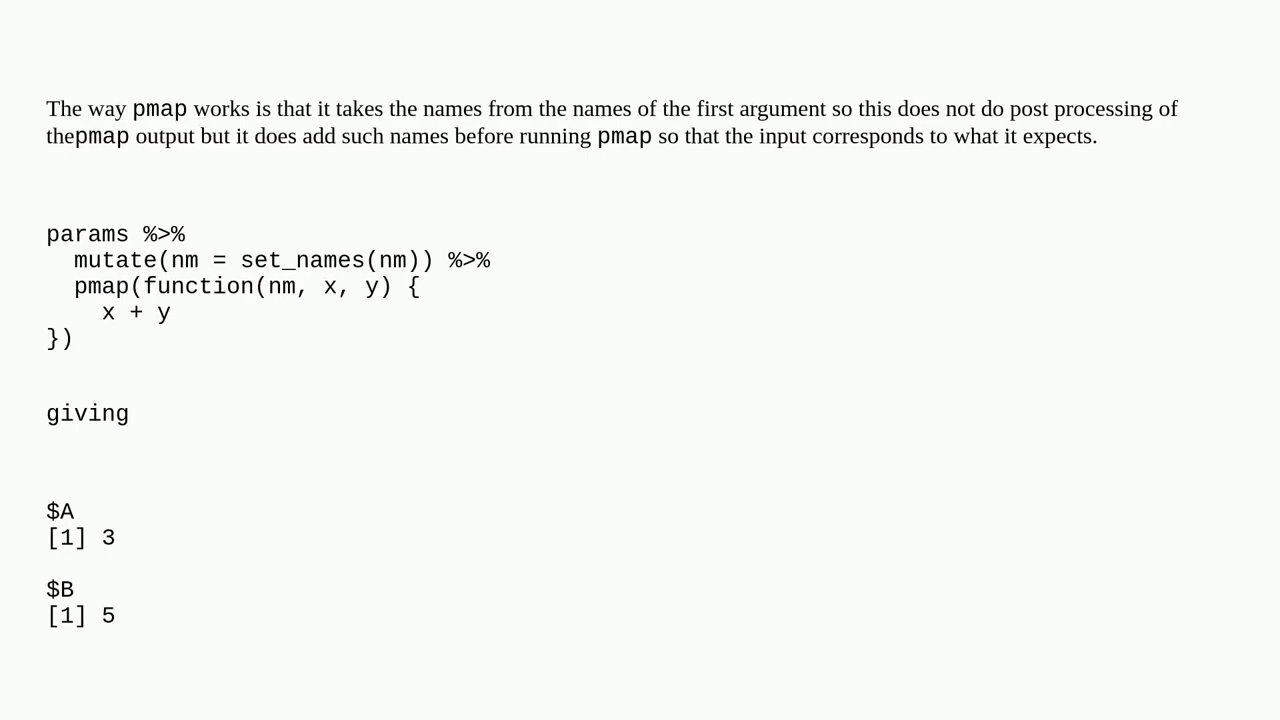 The way pmap works is that it takes the names from the names of the first argument so this does not do post processing of
thepmap output but it does add such names before running pmap so that the input corresponds to what it expects.
params %>%
  mutate(nm = set_names(nm)) %>%
  pmap(function(nm, x, y) {
    x + y
})
giving
$A
[1] 3
$B
[1] 5